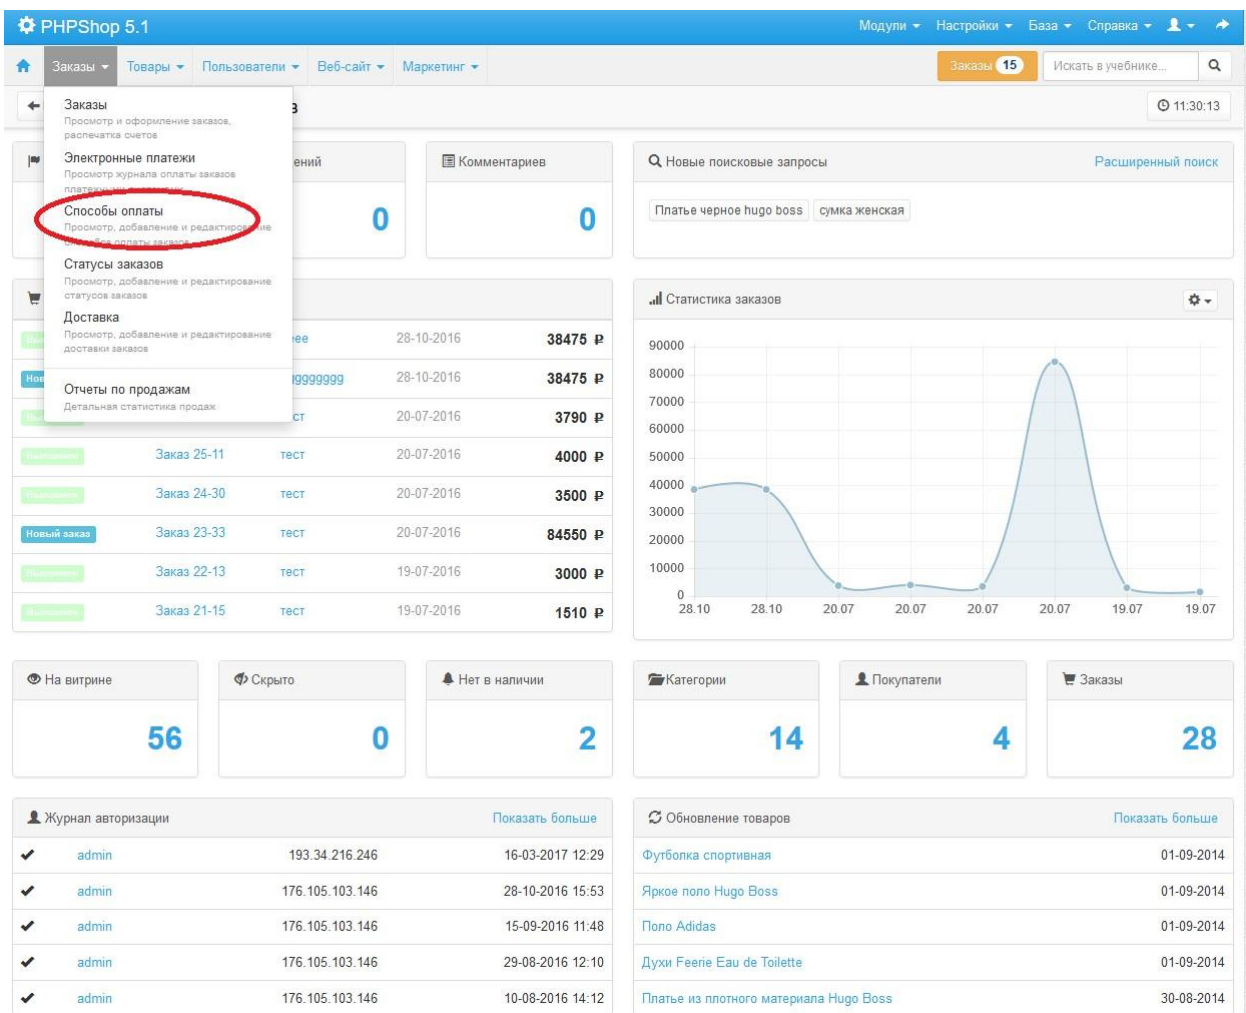 PHPShop 5.1
Модули Настройки База Справка
Заказы Товары Пользователи Веб-сайт Маркетинг Заказы 15 Искать в учебнике...
11:30:13
Заказы
Просмотр и оформление заказов,
распечатка счетов
Электронные платежи
Просмотр журнала оплаты заказов
платежными системами
Способы оплаты
Просмотр, добавление и редактирование
способов оплаты заказов
Статусы заказов
Просмотр, добавление и редактирование
статусов заказов
Доставка
Просмотр, добавление и редактирование
доставки заказов
Отчеты по продажам
Детальная статистика продаж
ений
0
Комментариев
0
Новые поисковые запросы Расширенный поиск
Платье черное hugo boss сумка женская
28-10-2016 38475 ₽
Нов 28-10-2016 38475 ₽
ст 20-07-2016 3790 ₽
Заказ 25-11 тест 20-07-2016 4000 ₽
Заказ 24-30 тест 20-07-2016 3500 ₽
Новый заказ Заказ 23-33 тест 20-07-2016 84550 ₽
Заказ 22-13 тест 19-07-2016 3000 ₽
Заказ 21-15 тест 19-07-2016 1510 ₽
Статистика заказов
90000
80000
70000
60000
50000
40000
30000
20000
10000
0
28.10 28.10 20.07 20.07 20.07 20.07 19.07 19.07
На витрине
56
Скрыто
0
Нет в наличии
2
Категории
14
Покупатели
4
Заказы
28
Журнал авторизации Показать больше
admin 193.34.216.246 16-03-2017 12:29
admin 176.105.103.146 28-10-2016 15:53
admin 176.105.103.146 15-09-2016 11:48
admin 176.105.103.146 29-08-2016 12:10
admin 176.105.103.146 10-08-2016 14:12
Обновление товаров Показать больше
Футболка спортивная 01-09-2014
Яркое поло Hugo Boss 01-09-2014
Поло Adidas 01-09-2014
Духи Feerie Eau de Toilette 01-09-2014
Платье из плотного материала Hugo Boss 30-08-2014